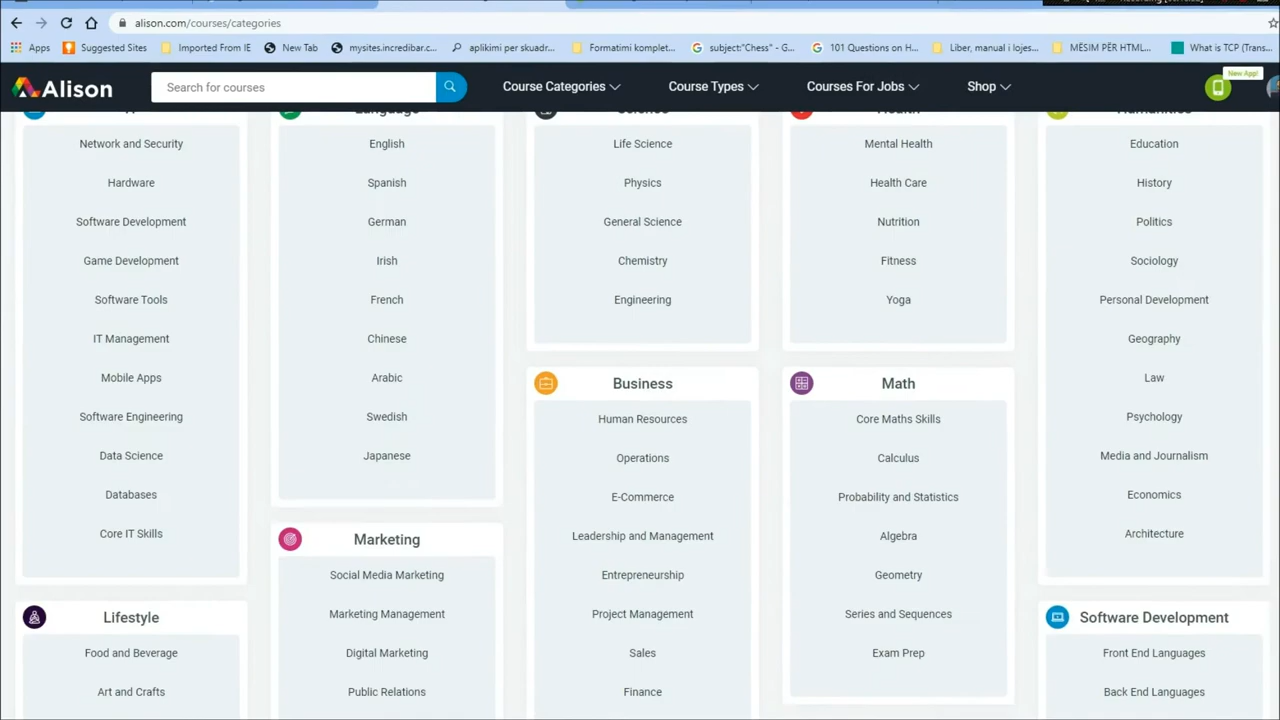 alison.com/courses/categories
Apps
Suggested Sites
Imported From IE
New Tab
mysites.incredibar.c...
aplikimi per skuadr...
Formatimi komplet...
subject:"Chess" - G...
101 Questions on H...
Liber, manual i lojes...
MËSIM PËR HTML...
What is TCP (Trans...
Alison
Search for courses
Course Categories
Course Types
Courses For Jobs
Shop
New App!
IT
Network and Security
Hardware
Software Development
Game Development
Software Tools
IT Management
Mobile Apps
Software Engineering
Data Science
Databases
Core IT Skills
Lifestyle
Food and Beverage
Art and Crafts
Language
English
Spanish
German
Irish
French
Chinese
Arabic
Swedish
Japanese
Marketing
Social Media Marketing
Marketing Management
Digital Marketing
Public Relations
Science
Life Science
Physics
General Science
Chemistry
Engineering
Business
Human Resources
Operations
E-Commerce
Leadership and Management
Entrepreneurship
Project Management
Sales
Finance
Health
Mental Health
Health Care
Nutrition
Fitness
Yoga
Math
Core Maths Skills
Calculus
Probability and Statistics
Algebra
Geometry
Series and Sequences
Exam Prep
Humanities
Education
History
Politics
Sociology
Personal Development
Geography
Law
Psychology
Media and Journalism
Economics
Architecture
Software Development
Front End Languages
Back End Languages